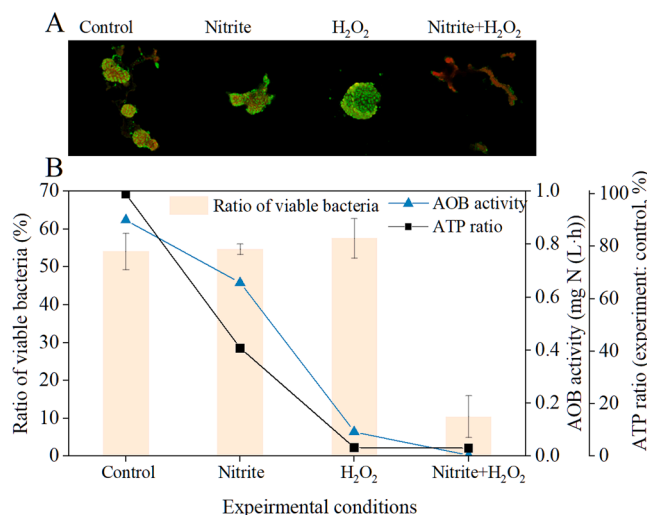 A
Control
Nitrite
H₂O₂
Nitrite+H₂O₂
B
70
60
50
40
30
20
10
0
Ratio of viable bacteria (%)
Ratio of viable bacteria
AOB activity
ATP ratio
1.0
0.8
0.6
0.4
0.2
0.0
AOB activity (mg N (L·h)
100
80
60
40
20
0
ATP ratio (experiment: control, %)
Control
Nitrite
H₂O₂
Nitrite+H₂O₂
Expeirmental conditions